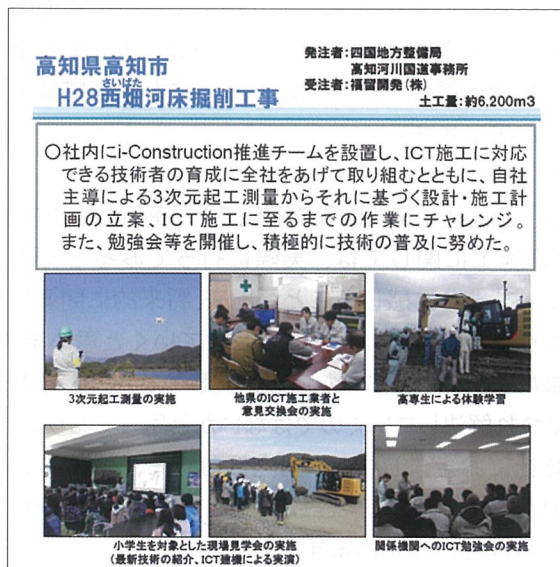 高知県高知市
さいばた
H28西畑河床掘削工事
発注者:四国地方整備局
高知河川国道事務所
受注者:福留開発(株)
土工量:約6,200m3
○社内にi-Construction推進チームを設置し、ICT施工に対応
できる技術者の育成に全社をあげて取り組むとともに、自社
主導による3次元起工測量からそれに基づく設計・施工計
画の立案、ICT施工に至るまでの作業にチャレンジ。
また、勉強会等を開催し、積極的に技術の普及に努めた。
3次元起工測量の実施
他県のICT施工業者と
意見交換会の実施
高専生による体験学習
小学生を対象とした現場見学会の実施
(最新技術の紹介、ICT建機による実演)
関係機関へのICT勉強会の実施